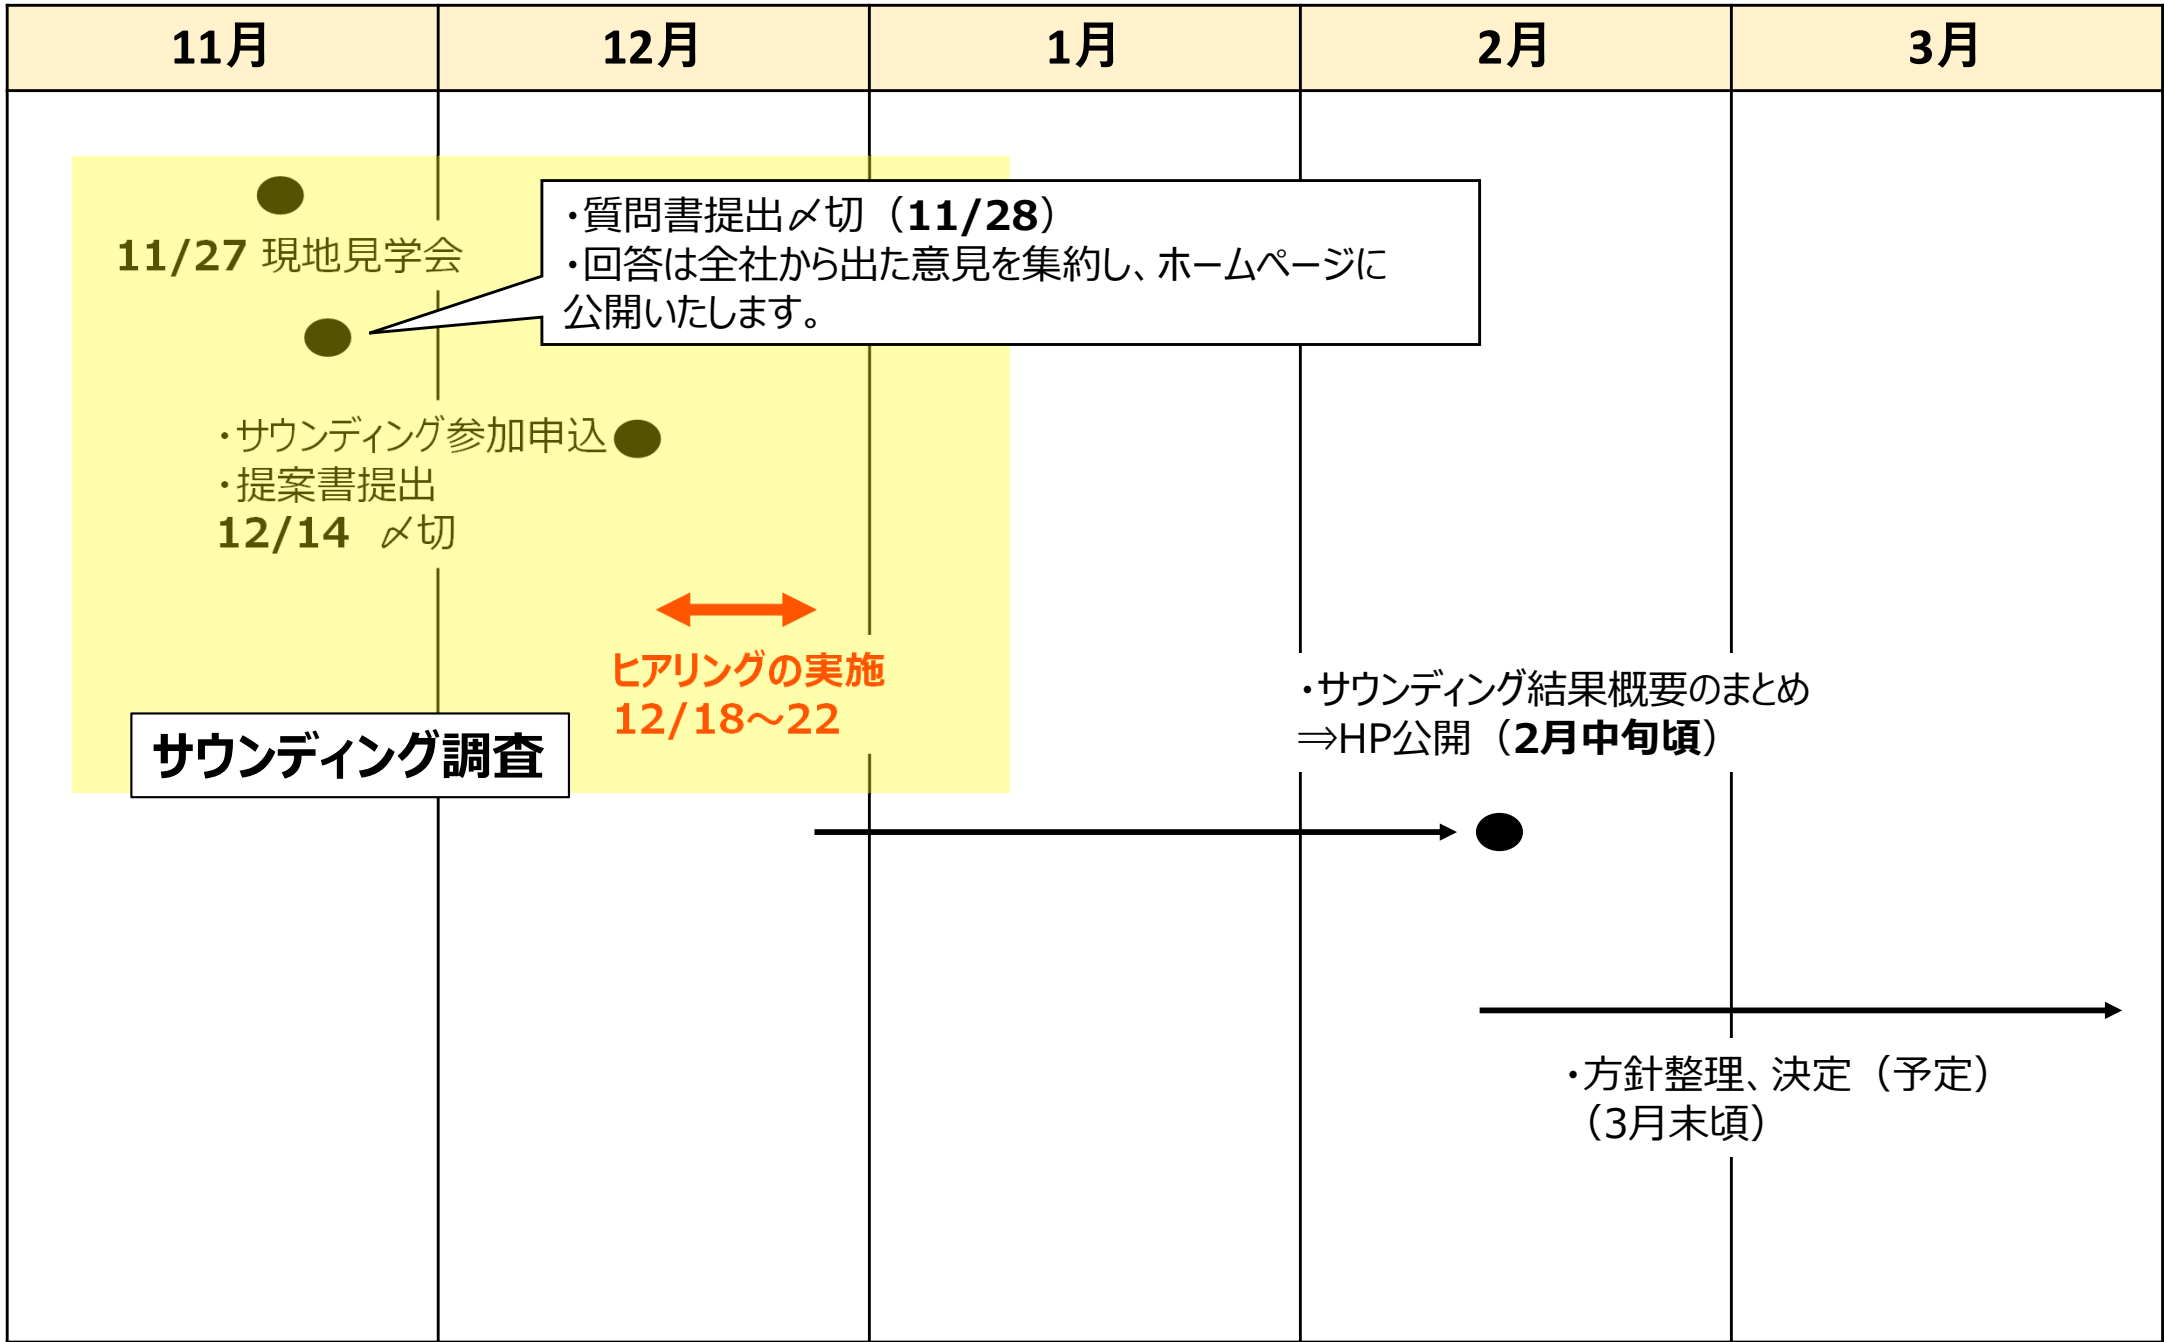 11月
12月
1月
2月
3月
11/27 現地見学会
・質問書提出〆切（11/28）
・回答は全社から出た意見を集約し、ホームページに
公開いたします。
・サウンディング参加申込
・提案書提出
12/14 〆切
ヒアリングの実施
12/18～22
サウンディング調査
・サウンディング結果概要のまとめ
⇒HP公開（2月中旬頃）
・方針整理、決定（予定）
（3月末頃）